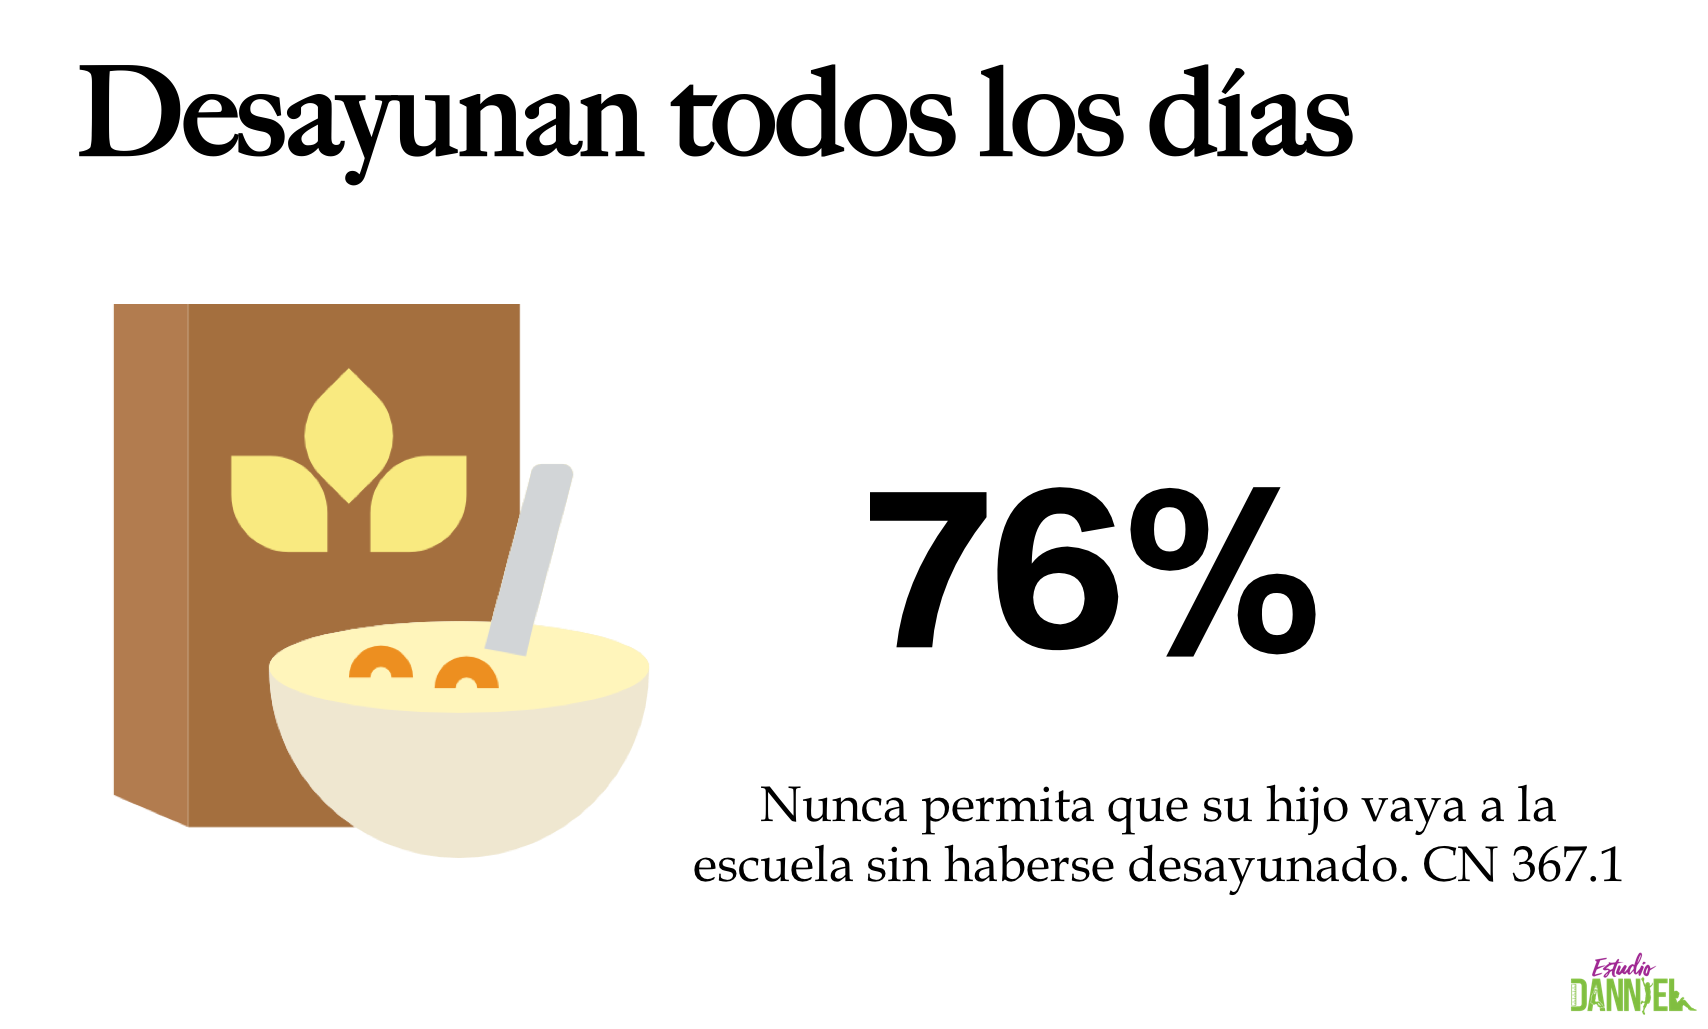 Desayunan todos los días
76%
Nunca permita que su hijo vaya a la
escuela sin haberse desayunado. CN 367.1
Estudio
DANNIEL